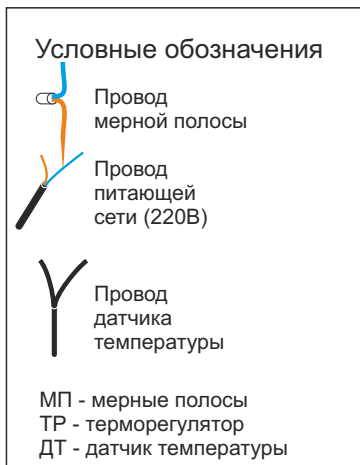 Условные обозначения
Провод
мерной полосы
Провод
питающей
сети (220В)
Провод
датчика
температуры
МП - мерные полосы
ТР - терморегулятор
ДТ - датчик температуры